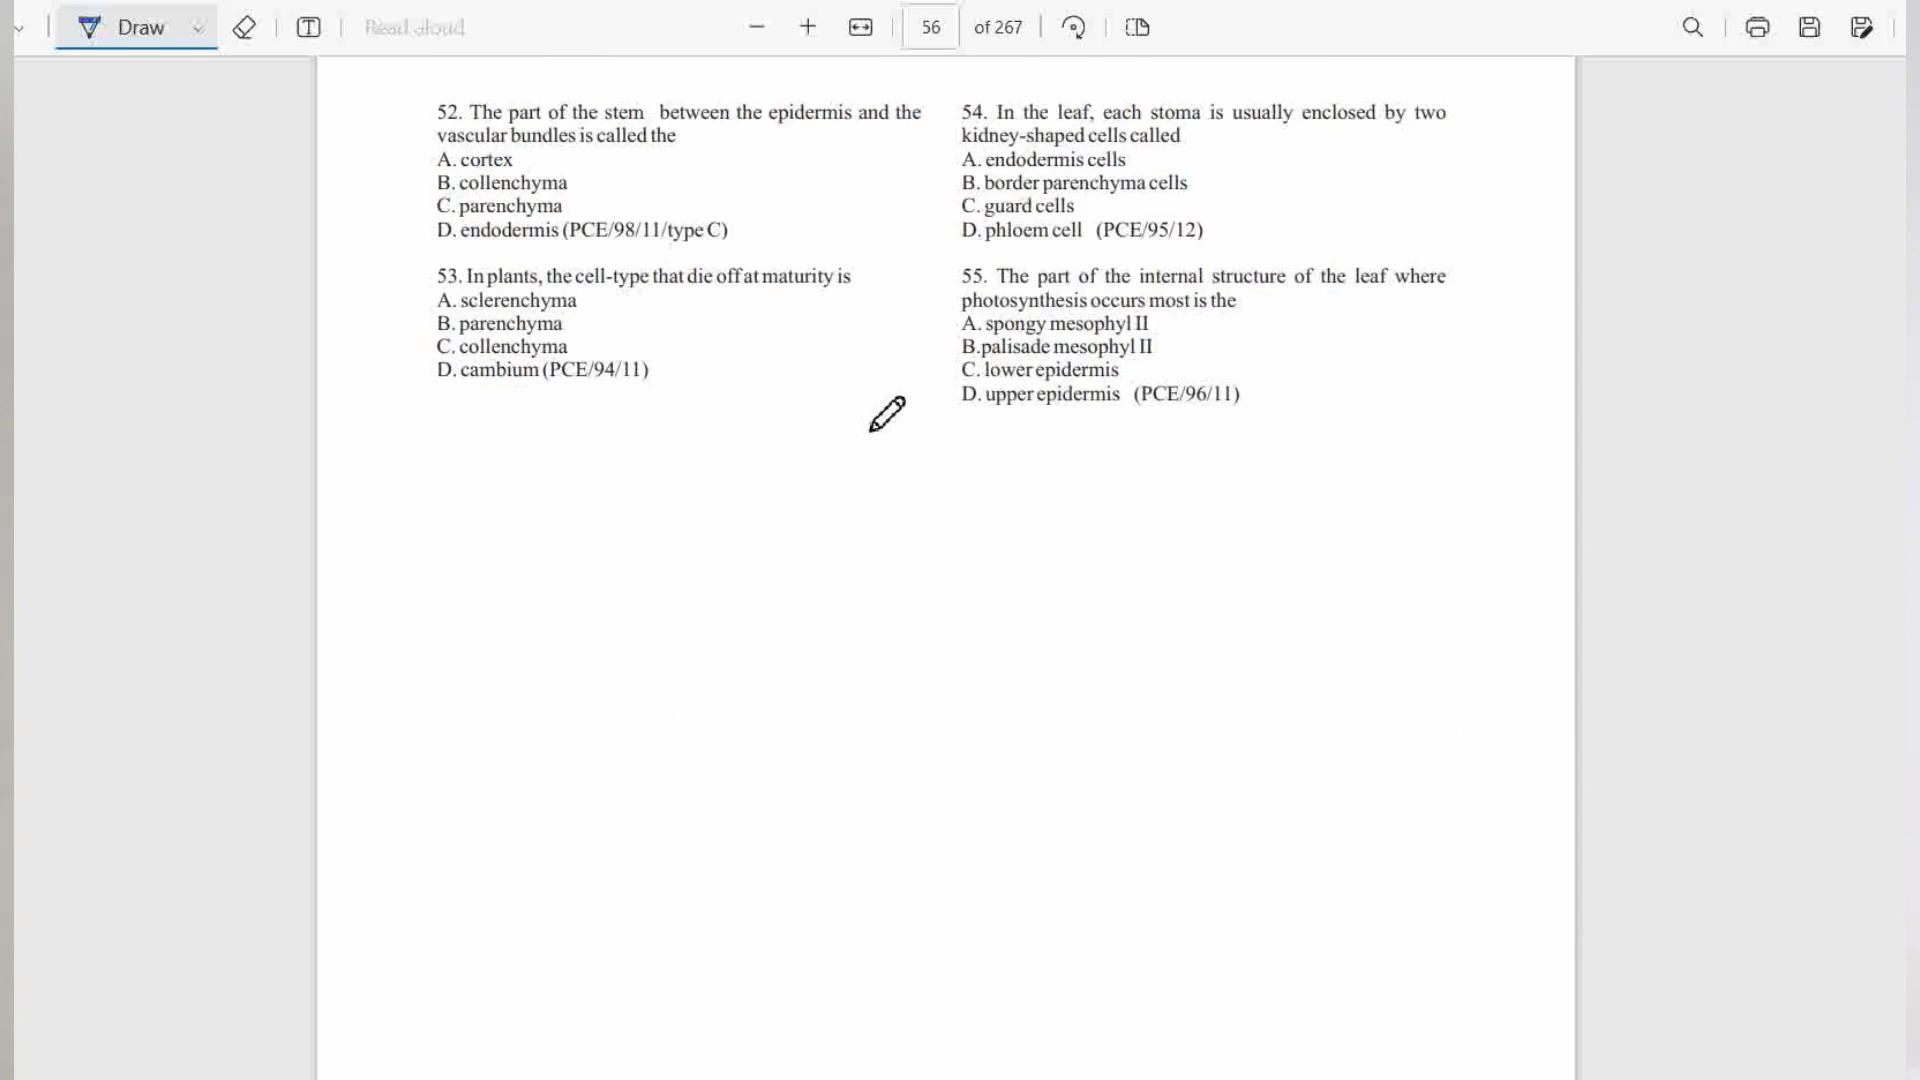 Draw
Read aloud
56 of 267
52. The part of the stem between the epidermis and the
vascular bundles is called the
A. cortex
B. collenchyma
C. parenchyma
D. endodermis (PCE/98/11/type C)
53. In plants, the cell-type that die off at maturity is
A. sclerenchyma
B. parenchyma
C. collenchyma
D. cambium (PCE/94/11)
54. In the leaf, each stoma is usually enclosed by two
kidney-shaped cells called
A. endodermis cells
B. border parenchyma cells
C. guard cells
D. phloem cell (PCE/95/12)
55. The part of the internal structure of the leaf where
photosynthesis occurs most is the
A. spongy mesophyl II
B.palisade mesophyl II
C. lower epidermis
D. upper epidermis (PCE/96/11)